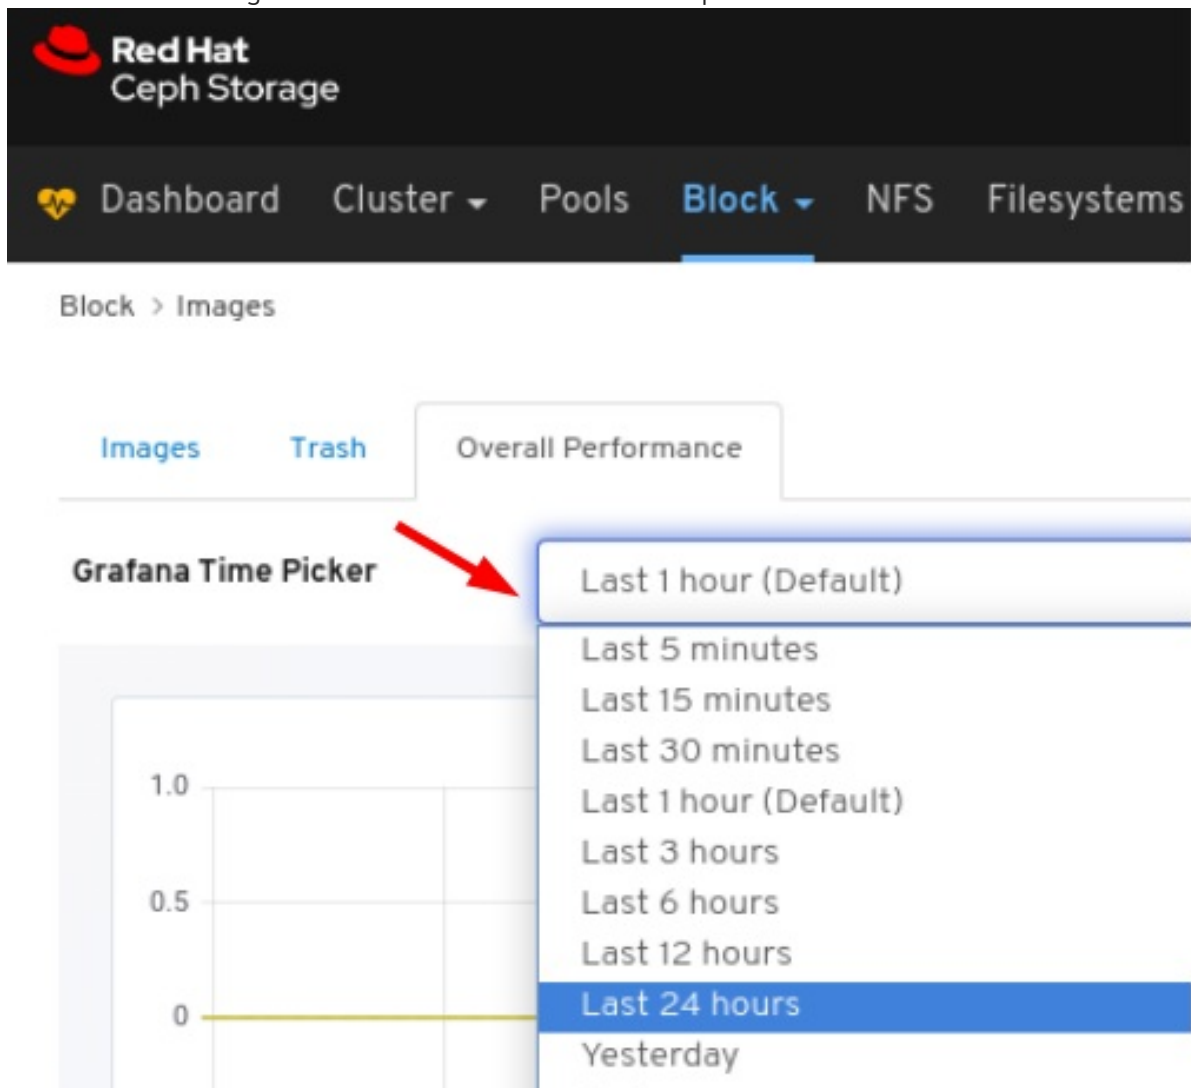 Red Hat
Ceph Storage
Dashboard Cluster Pools Block NFS Filesystems
Block > Images
Images Trash Overall Performance
Grafana Time Picker
Last 1 hour (Default)
Last 5 minutes
Last 15 minutes
Last 30 minutes
Last 1 hour (Default)
Last 3 hours
Last 6 hours
Last 12 hours
Last 24 hours
Yesterday
1.0
0.5
0